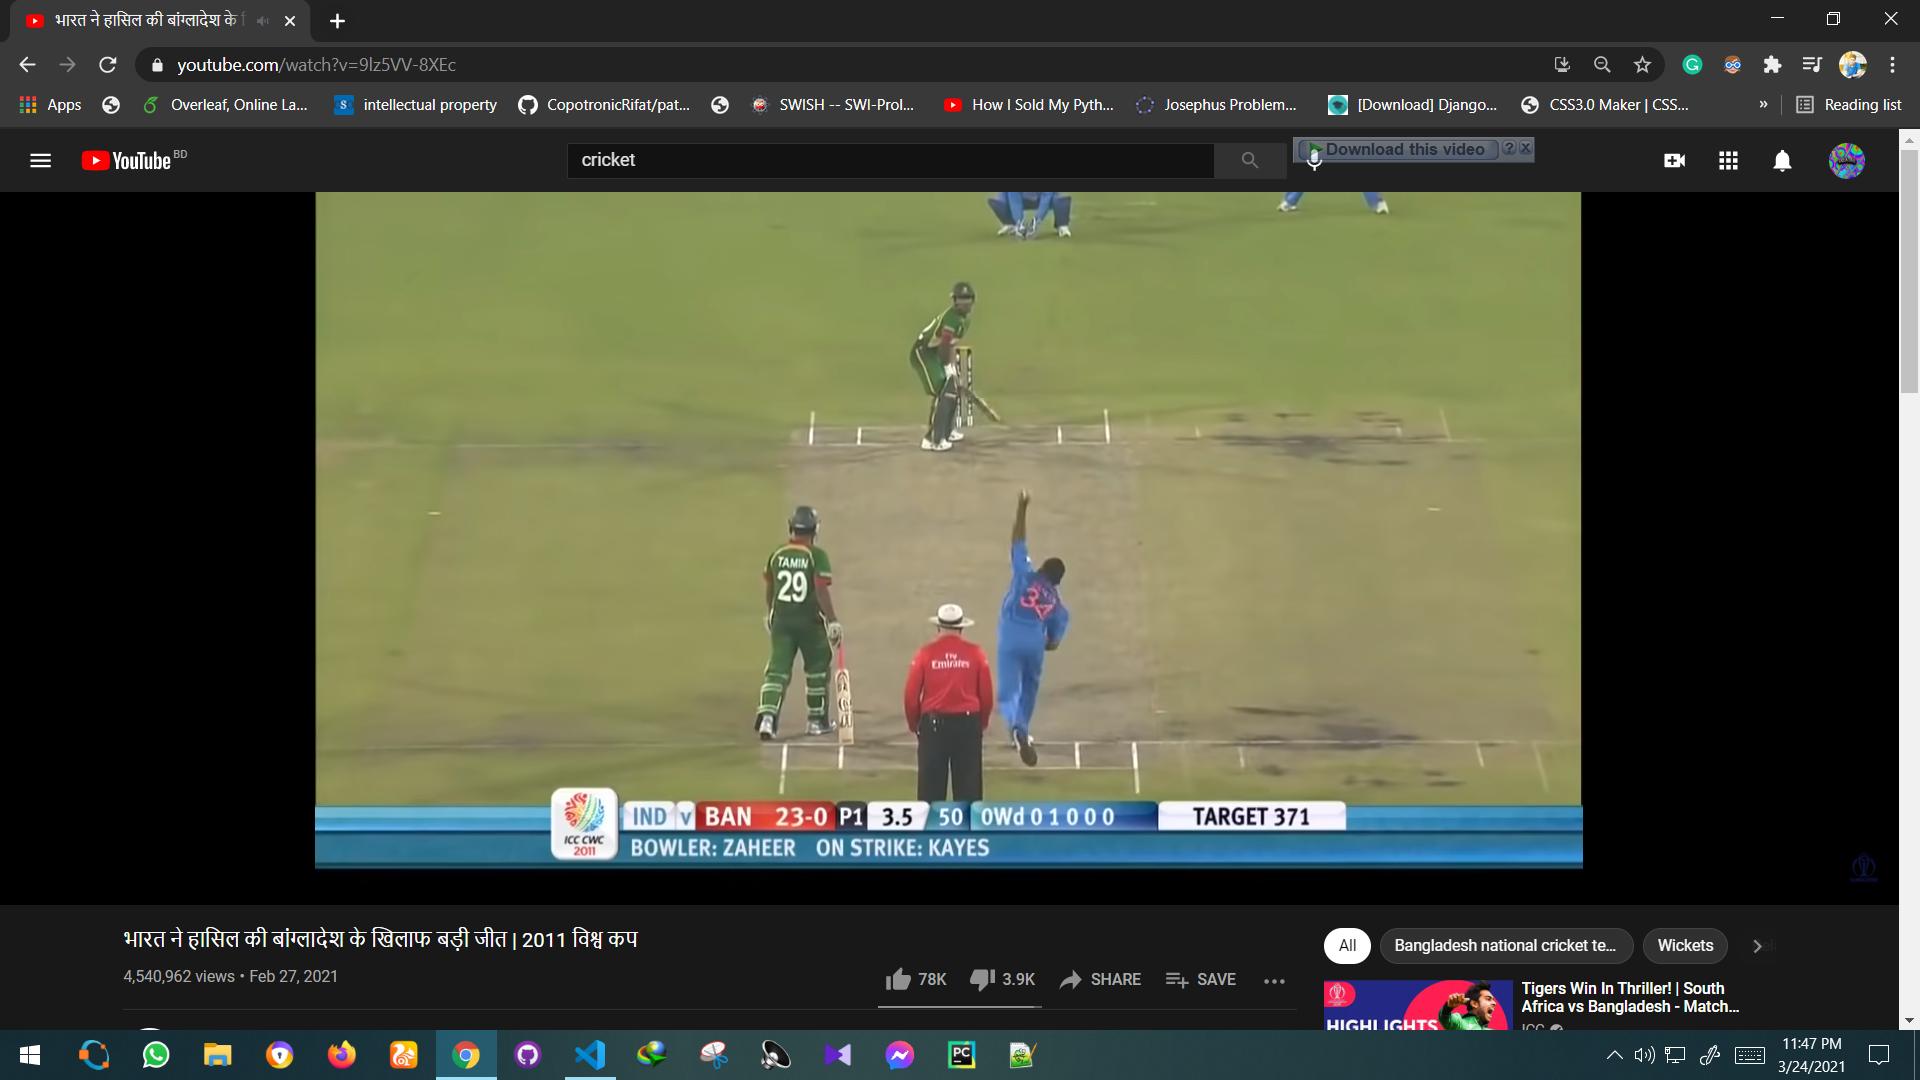 भारत ने हासिल की बांग्लादेश के
youtube.com/watch?v=9lz5VV-8XEc
Apps
Overleaf, Online La...
intellectual property
CopotronicRifat/pat...
SWISH -- SWI-Prol...
How I Sold My Pyth...
Josephus Problem...
[Download] Django...
CSS3.0 Maker | CSS...
»
Reading list
YouTube BD
cricket
Download this video ? x
TAMIM
29
34
Fly
Emirates
IND v BAN 23-0 P1 3.5 50 0Wd 0 1 0 0 0 TARGET 371
ICC CWC
2011
BOWLER: ZAHEER ON STRIKE: KAYES
भारत ने हासिल की बांग्लादेश के खिलाफ बड़ी जीत | 2011 विश्व कप
4,540,962 views • Feb 27, 2021
78K
3.9K
SHARE
SAVE
All
Bangladesh national cricket te...
Wickets
HIGHLIGHTS
Tigers Win In Thriller! | South
Africa vs Bangladesh - Match...
ICC
PC
11:47 PM
3/24/2021